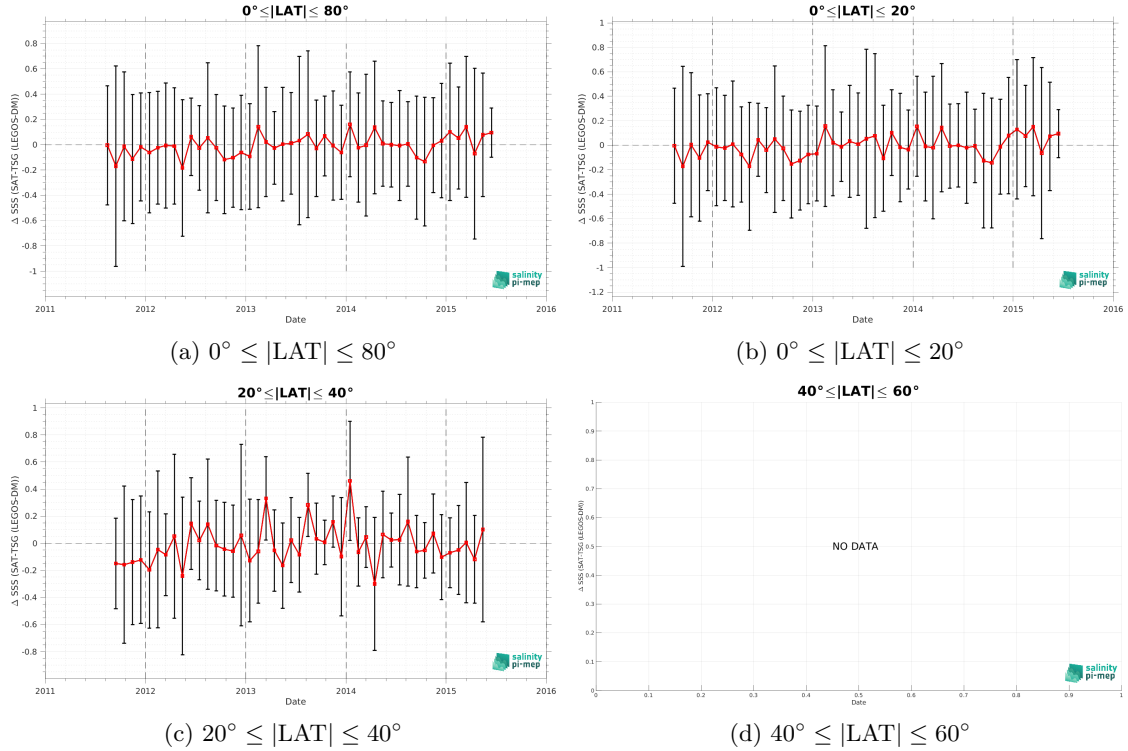 0°≤|LAT|≤ 80°
Δ SSS (SAT-TSG (LEGOS-DM))
0.8
0.6
0.4
0.2
0
-0.2
-0.4
-0.6
-0.8
-1
2011 2012 2013 2014 2015 2016
Date
salinity
pi-mep
(a) 0° ≤ |LAT| ≤ 80°
0°≤|LAT|≤ 20°
Δ SSS (SAT-TSG (LEGOS-DM))
1
0.8
0.6
0.4
0.2
0
-0.2
-0.4
-0.6
-0.8
-1
-1.2
2011 2012 2013 2014 2015 2016
Date
salinity
pi-mep
(b) 0° ≤ |LAT| ≤ 20°
20°≤|LAT|≤ 40°
Δ SSS (SAT-TSG (LEGOS-DM))
1
0.8
0.6
0.4
0.2
0
-0.2
-0.4
-0.6
-0.8
2011 2012 2013 2014 2015 2016
Date
salinity
pi-mep
(c) 20° ≤ |LAT| ≤ 40°
40°≤|LAT|≤ 60°
Δ SSS (SAT-TSG (LEGOS-DM))
1
0.9
0.8
0.7
0.6
0.5
0.4
0.3
0.2
0.1
0
NO DATA
0 0.1 0.2 0.3 0.4 0.5 0.6 0.7 0.8 0.9 1
Date
salinity
pi-mep
(d) 40° ≤ |LAT| ≤ 60°